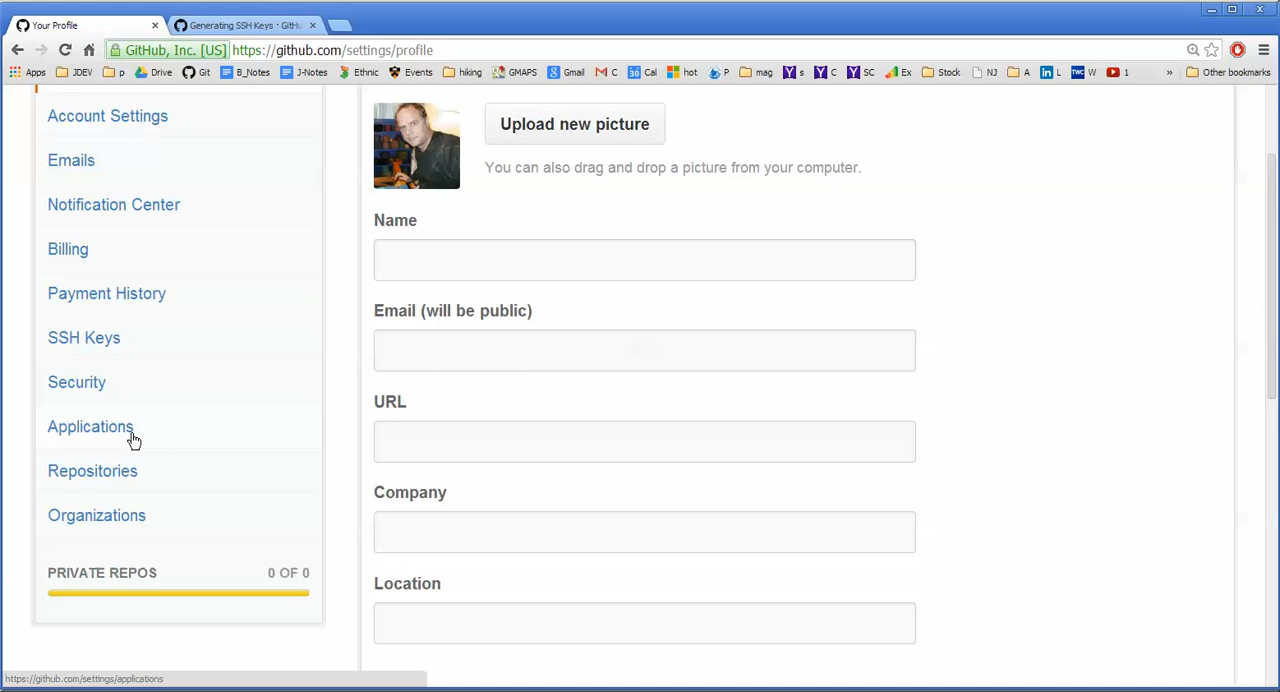 Your Profile
Generating SSH Keys · GitHu
GitHub, Inc. [US] https://github.com/settings/profile
Apps JDEV p Drive Git B_Notes J-Notes Ethnic Events hiking GMAPS Gmail C Cal hot P mag s C SC Ex Stock NJ A L W 1 » Other bookmarks
Account Settings
Emails
Notification Center
Billing
Payment History
SSH Keys
Security
Applications
Repositories
Organizations
PRIVATE REPOS 0 OF 0
Upload new picture
You can also drag and drop a picture from your computer.
Name
Email (will be public)
URL
Company
Location
https://github.com/settings/applications